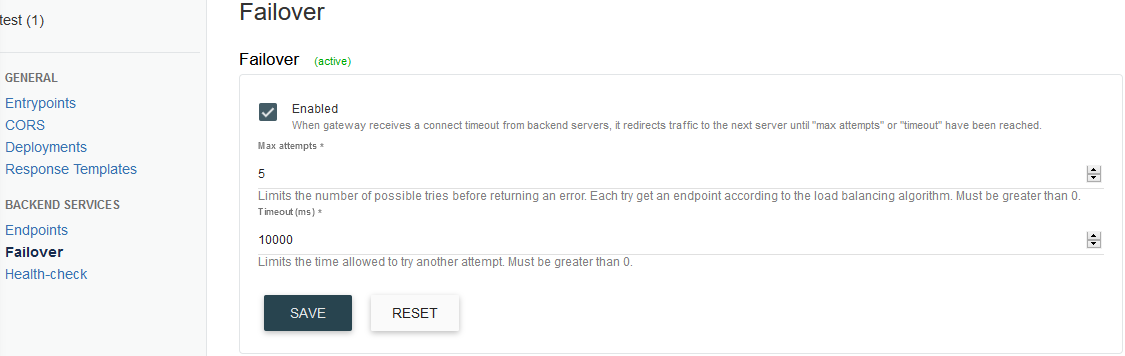 test (1)
GENERAL
Entrypoints
CORS
Deployments
Response Templates
BACKEND SERVICES
Endpoints
Failover
Health-check
Failover
Failover (active)
Enabled
When gateway receives a connect timeout from backend servers, it redirects traffic to the next server until "max attempts" or "timeout" have been reached.
Max attempts *
5
Limits the number of possible tries before returning an error. Each try get an endpoint according to the load balancing algorithm. Must be greater than 0.
Timeout (ms) *
10000
Limits the time allowed to try another attempt. Must be greater than 0.
SAVE RESET